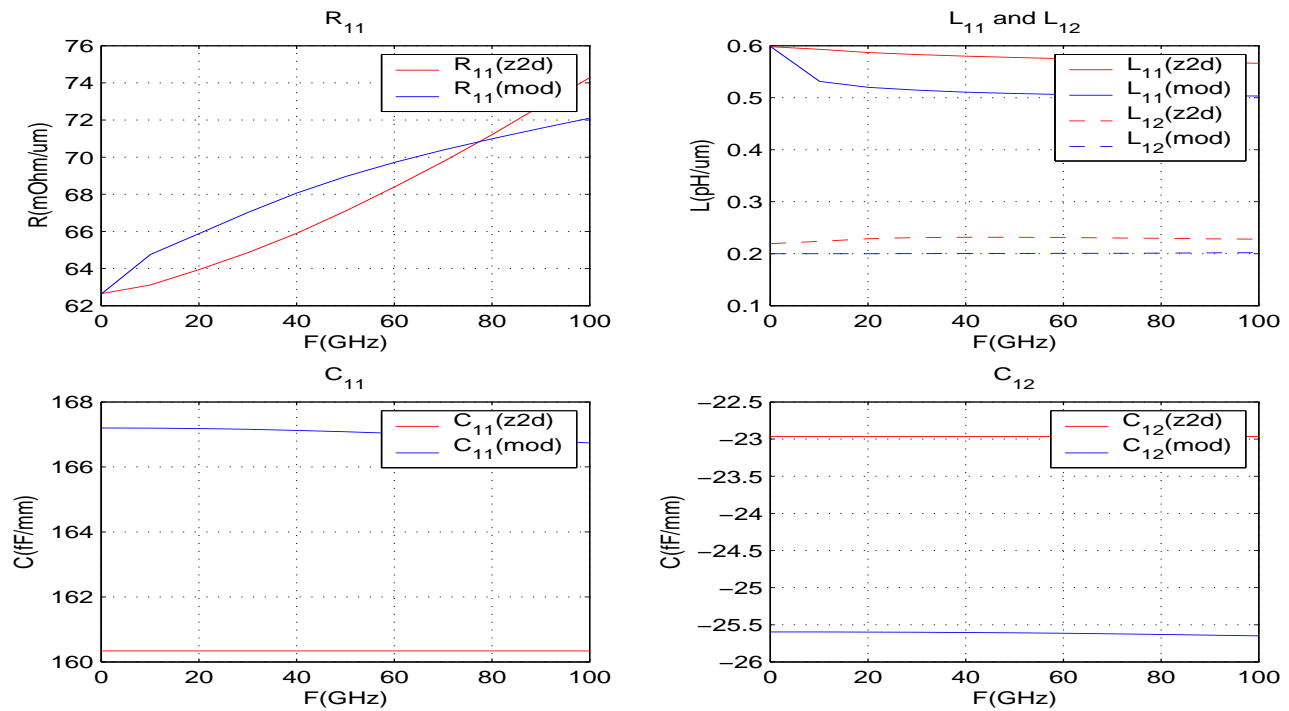 R11
76
74
72
70
68
66
64
62
R(mOhm/um)
R11(z2d)
R11(mod)
0 20 40 60 80 100
F(GHz)
L11 and L12
0.6
0.5
0.4
0.3
0.2
0.1
L(pH/um)
L11(z2d)
L11(mod)
L12(z2d)
L12(mod)
0 20 40 60 80 100
F(GHz)
C11
168
166
164
162
160
C(fF/mm)
C11(z2d)
C11(mod)
0 20 40 60 80 100
F(GHz)
C12
−22.5
−23
−23.5
−24
−24.5
−25
−25.5
−26
C(fF/mm)
C12(z2d)
C12(mod)
0 20 40 60 80 100
F(GHz)